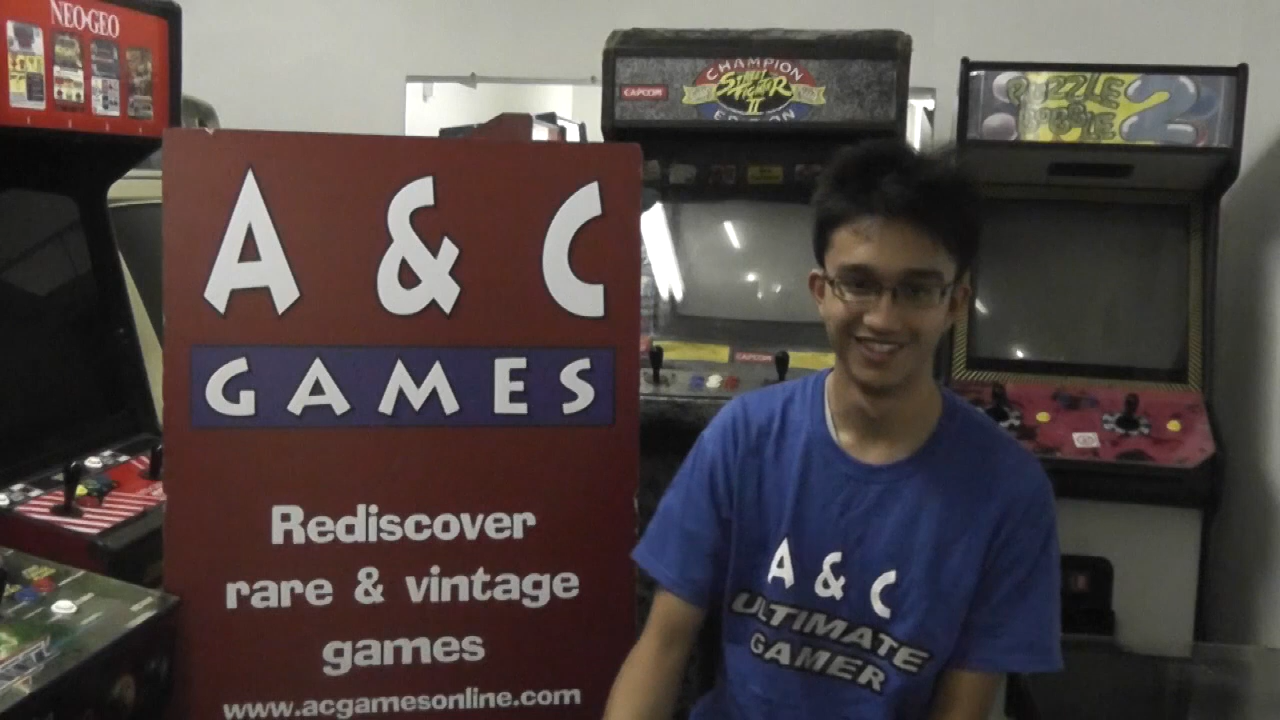 NEO·GEO
A & C
GAMES
Rediscover
rare & vintage
games
www.acgamesonline.com
CAPCOM
CHAMPION
STREET FIGHTER
II
EDITION
PUZZLE
BOBBLE 2
CAPCOM
A & C
ULTIMATE
GAMER